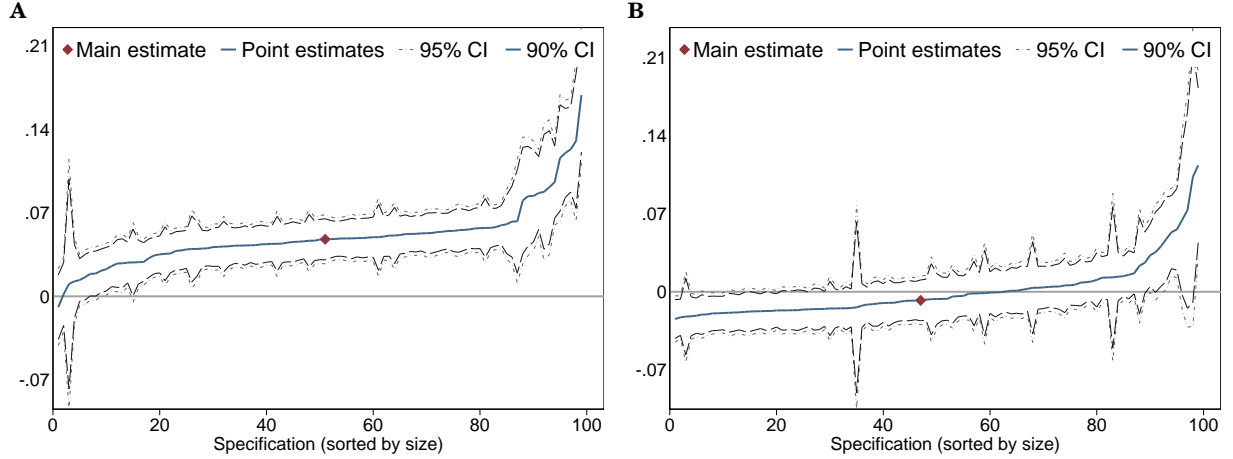 A
.21
Main estimate Point estimates 95% CI 90% CI
.14
.07
0
-.07
0 20 40 60 80 100
Specification (sorted by size)
B
.21
Main estimate Point estimates 95% CI 90% CI
.14
.07
0
-.07
0 20 40 60 80 100
Specification (sorted by size)